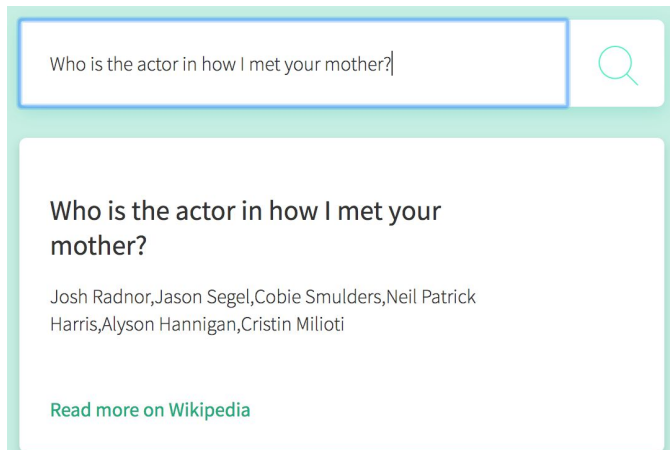 Who is the actor in how I met your mother?
Who is the actor in how I met your
mother?
Josh Radnor,Jason Segel,Cobie Smulders,Neil Patrick
Harris,Alyson Hannigan,Cristin Milioti
Read more on Wikipedia